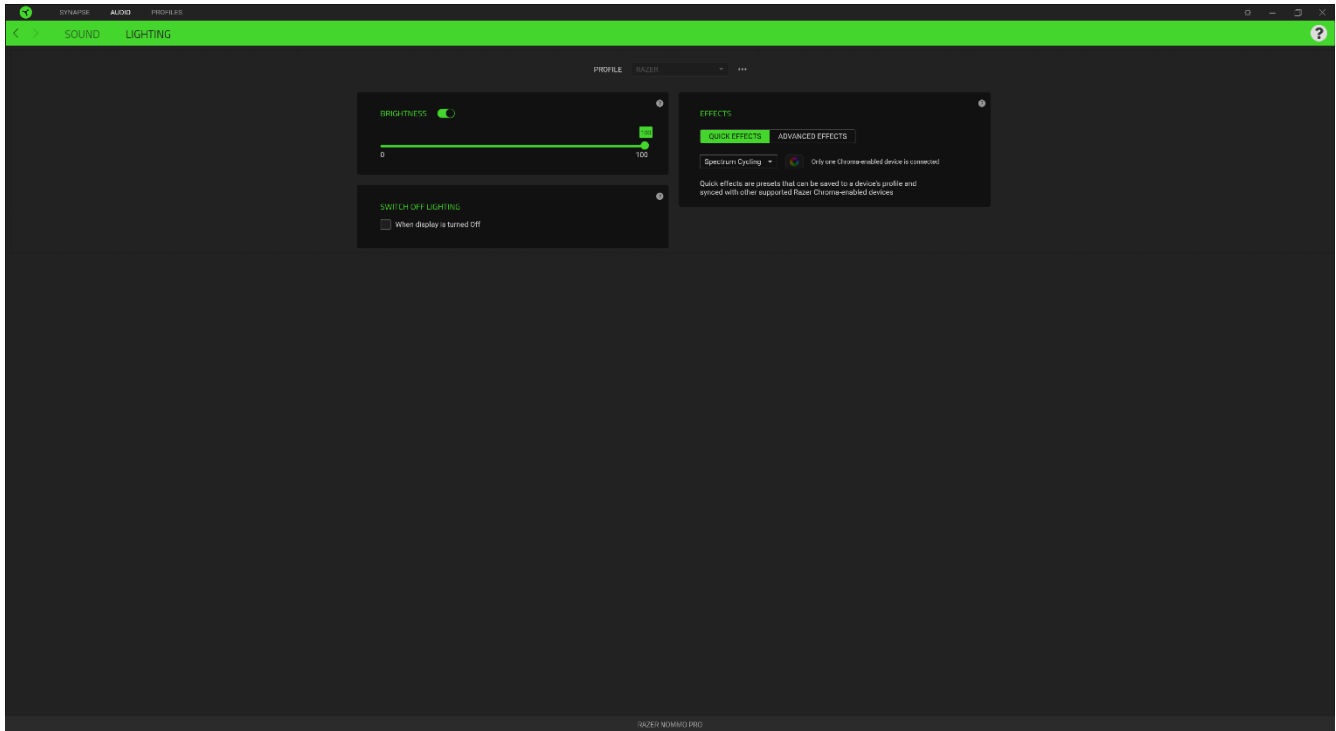 SYNAPSE AUDIO PROFILES
SOUND LIGHTING ?
PROFILE RAZER
BRIGHTNESS
100
0 100
SWITCH OFF LIGHTING
When display is turned Off
EFFECTS
QUICK EFFECTS ADVANCED EFFECTS
Spectrum Cycling Only one Chroma-enabled device is connected
Quick effects are presets that can be saved to a device's profile and
synced with other supported Razer Chroma-enabled devices
RAZER NOMMO PRO